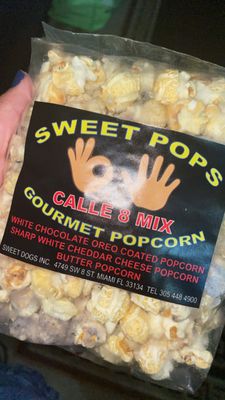 SWEET POPS
CALLE 8 MIX
GOURMET POPCORN
WHITE CHOCOLATE OREO COATED POPCORN
SHARP WHITE CHEDDAR CHEESE POPCORN
BUTTER POPCORN
SWEET DOGS INC. 4749 SW 8 ST. MIAMI FL 33134 TEL 305 448 4900